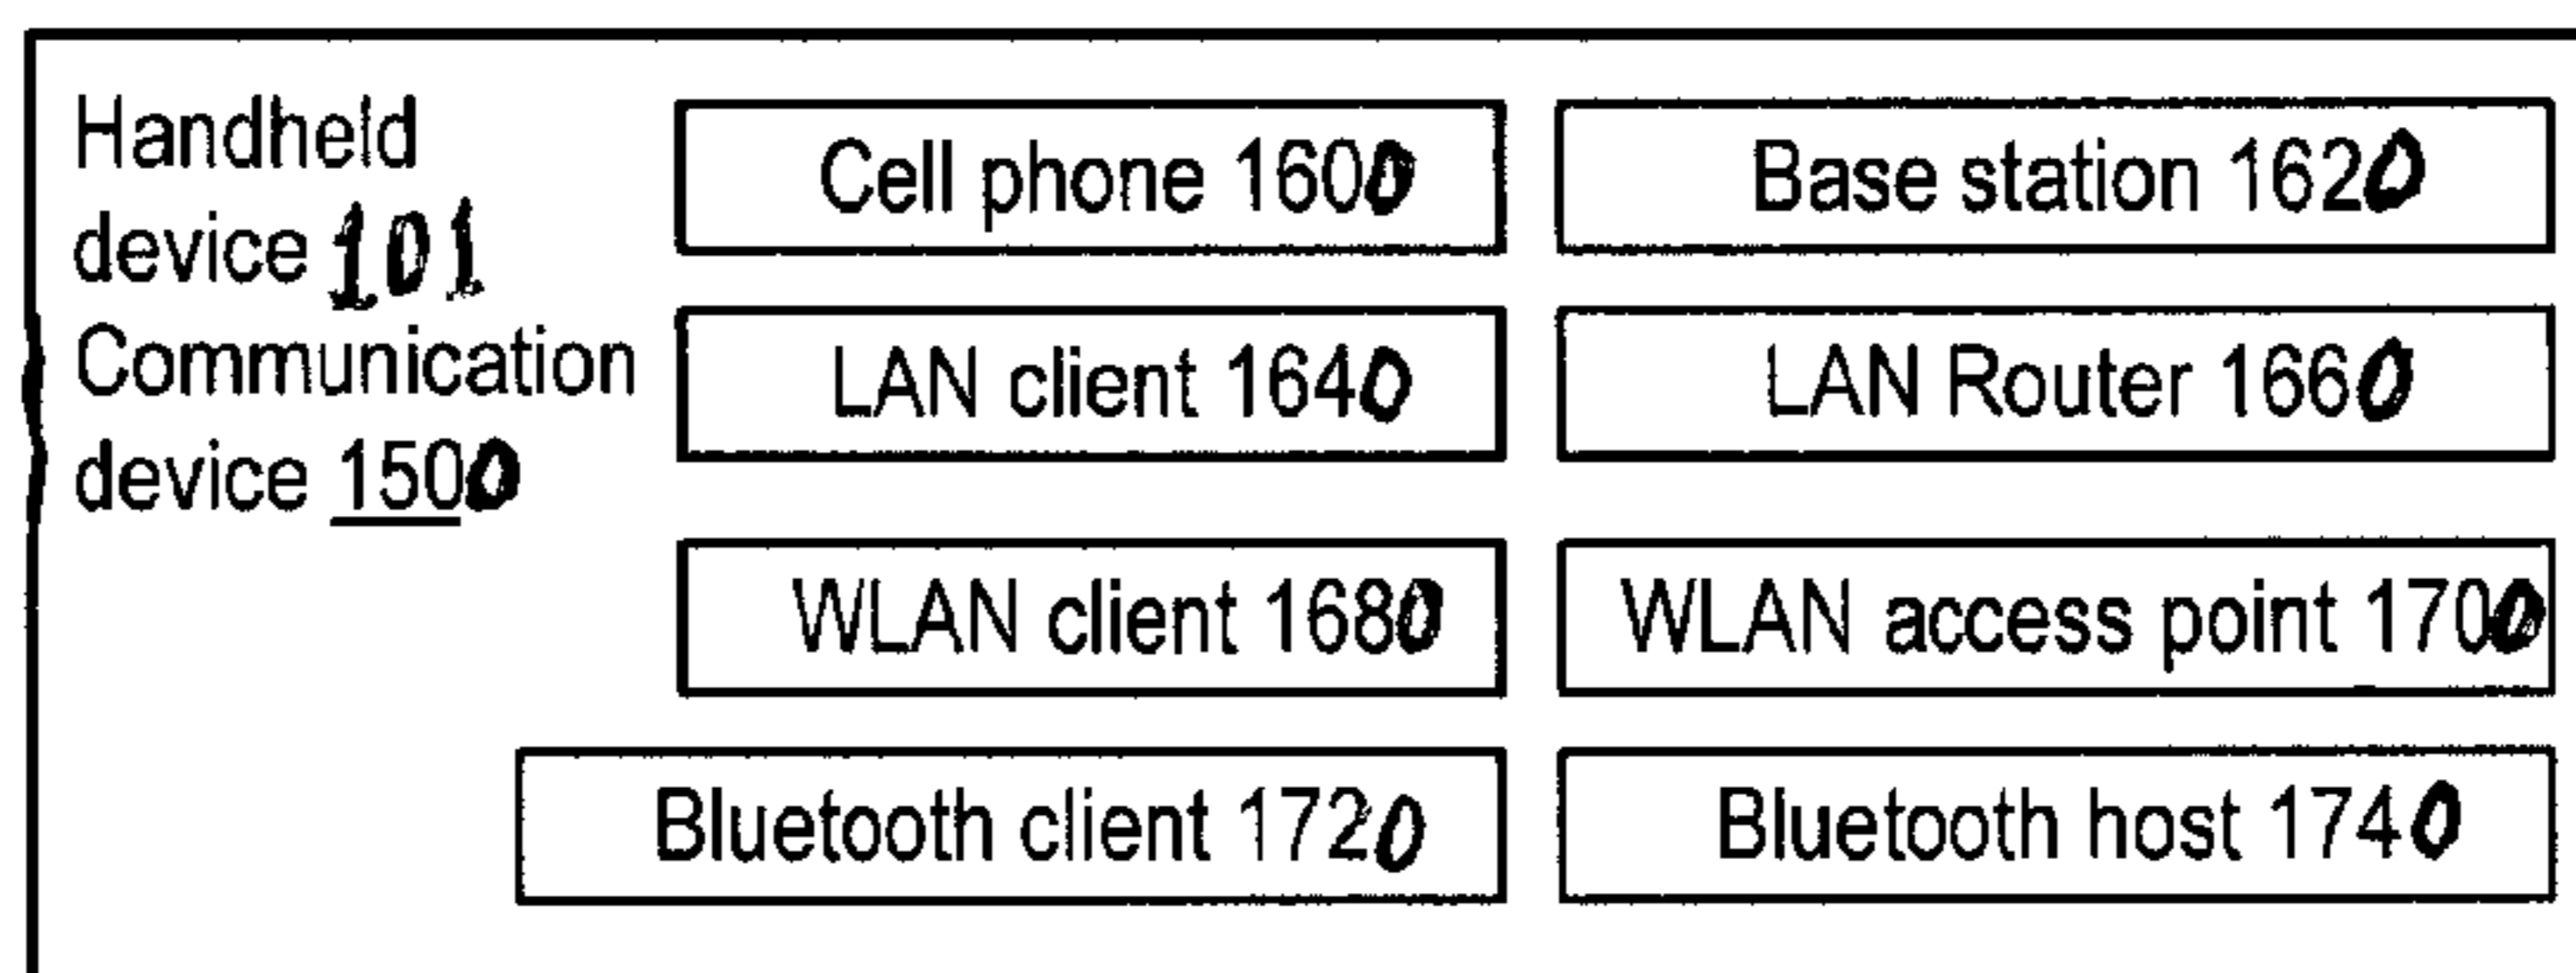 Handheld
device 101
Communication
device 1500
Cell phone 1600
Base station 1620
LAN client 1640
LAN Router 1660
WLAN client 1680
WLAN access point 1700
Bluetooth client 1720
Bluetooth host 1740